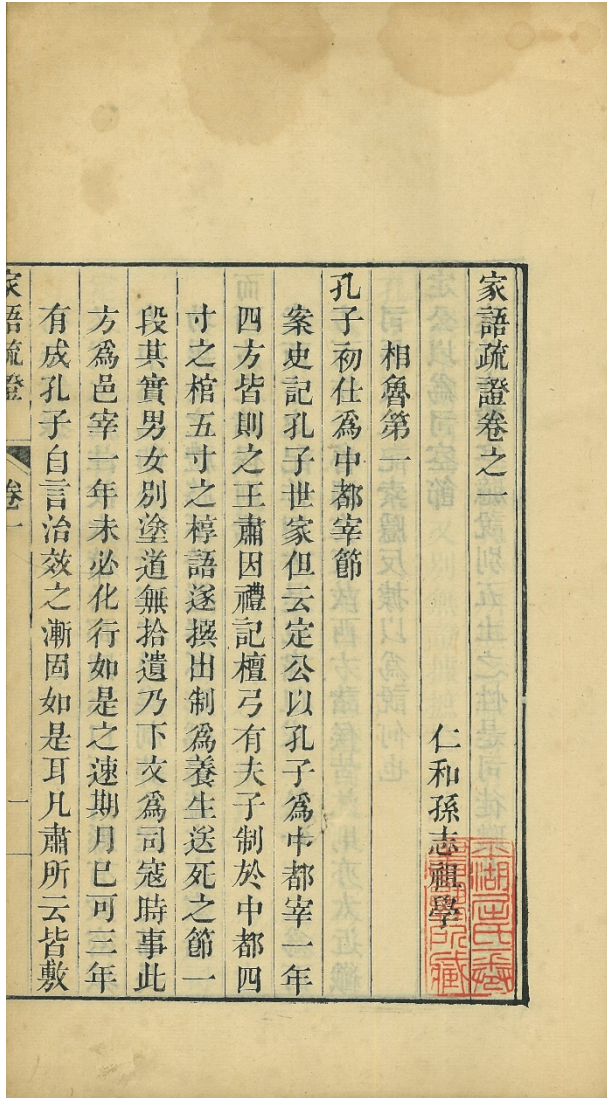 家語疏證卷之一
仁和孫志祖學
相魯第一
孔子初仕爲中都宰節
案史記孔子世家但云定公以孔子爲中都宰一年
四方皆則之王肅因禮記檀弓有夫子制於中都四
寸之棺五寸之椁語遂撰出制爲養生送死之節一
段其實男女別塗道無拾遺乃下文爲司寇時事此
方爲邑宰一年未必化行如是之速期月已可三年
有成孔子自言治效之漸固如是耳凡肅所云皆敷
家語疏證
卷一
一